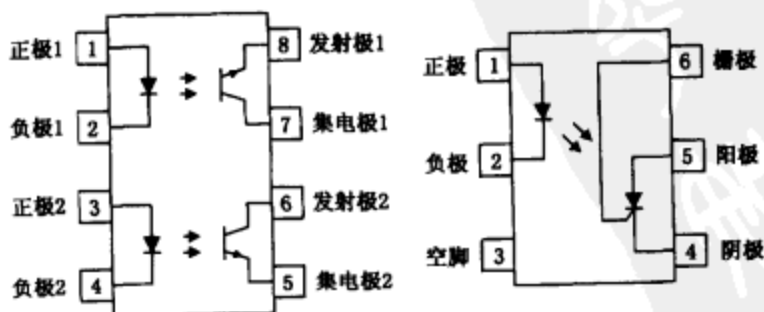 正极1 1 8 发射极1
负极1 2 7 集电极1
正极2 3 6 发射极2
负极2 4 5 集电极2
正极 1 6 栅极
负极 2 5 阳极
空脚 3 4 阴极